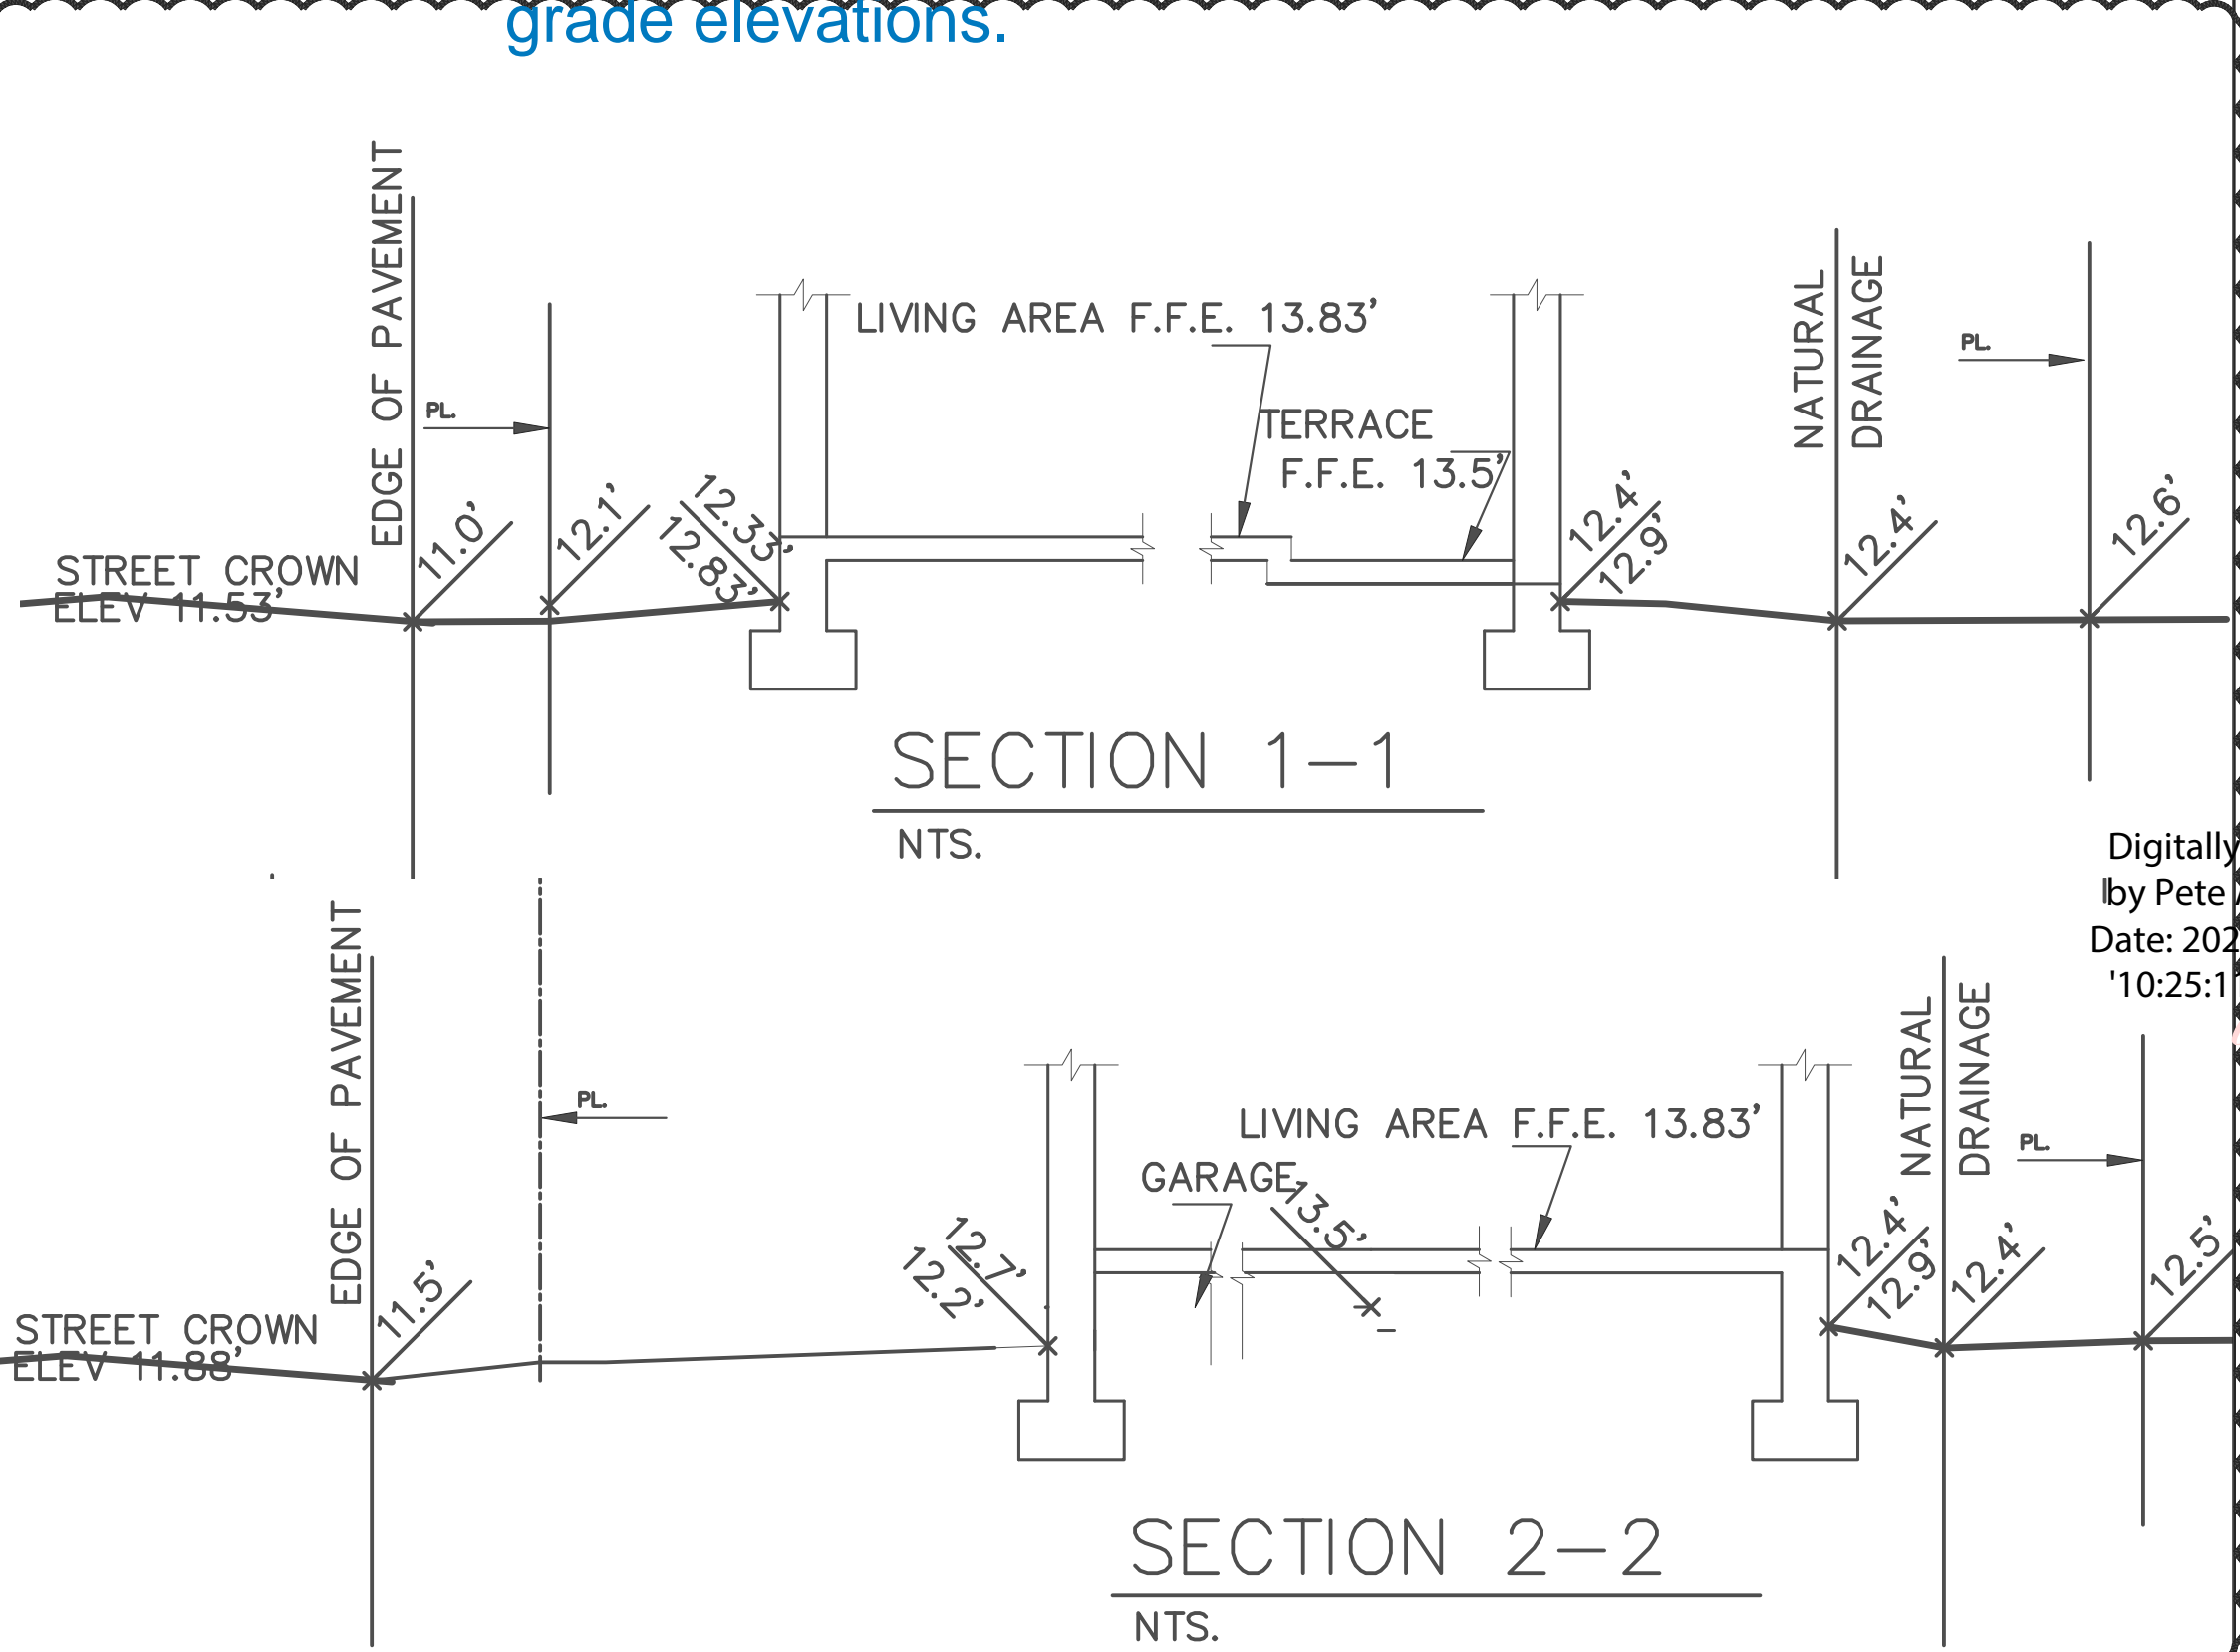 grade elevations.
EDGE OF PAVEMENT
PL.
STREET CROWN
ELEV 11.53'
11.0'
12.1'
12.33'
12.83'
LIVING AREA F.F.E. 13.83'
TERRACE
F.F.E. 13.5'
12.4'
12.9'
NATURAL
DRAINAGE
12.4'
PL.
12.6'
SECTION 1-1
NTS.
Digitally
by Pete
Date: 202
'10:25:1
EDGE OF PAVEMENT
PL.
STREET CROWN
ELEV 11.88'
11.5'
12.7'
12.2'
GARAGE
13.5'
LIVING AREA F.F.E. 13.83'
12.4'
12.9'
NATURAL
DRAINAGE
12.4'
PL.
12.5'
SECTION 2-2
NTS.